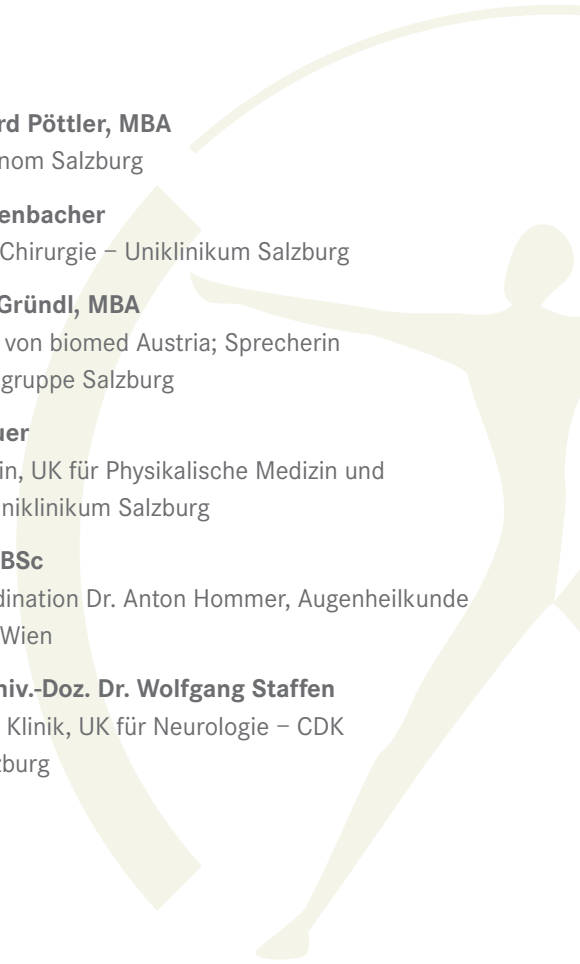 rd Pöttler, MBA
nom Salzburg
enbacher
Chirurgie – Uniklinikum Salzburg
Gründl, MBA
von biomed Austria; Sprecherin
gruppe Salzburg
uer
in, UK für Physikalische Medizin und
niklinikum Salzburg
BSc
dination Dr. Anton Hommer, Augenheilkunde
Wien
niv.-Doz. Dr. Wolfgang Staffen
Klinik, UK für Neurologie – CDK
zburg